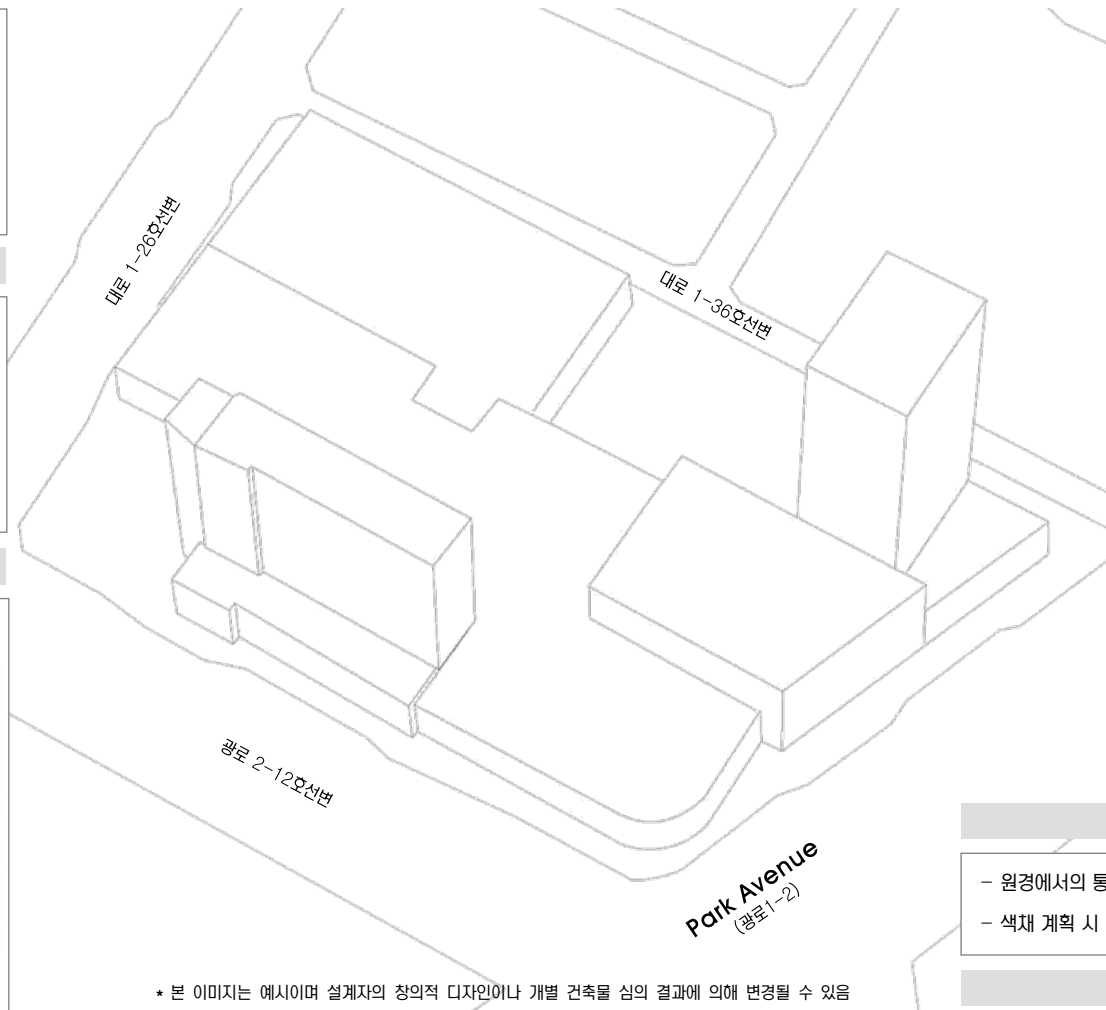 대로 1-26호선변
대로 1-36호선변
광로 2-12호선변
Park Avenue
(광로1-2)
- 원경에서의 통
- 색채 계획 시
* 본 이미지는 예시이며 설계자의 창의적 디자인이나 개별 건축물 심의 결과에 의해 변경될 수 있음